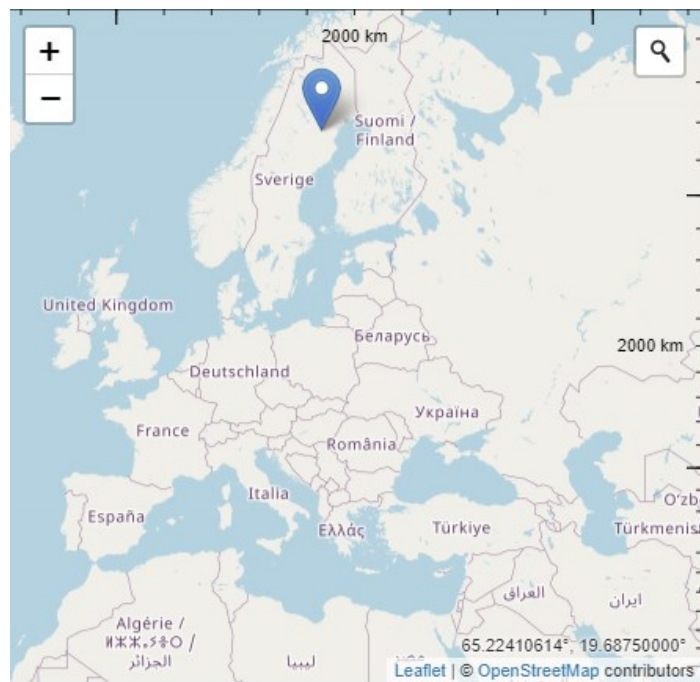 +
−
2000 km
Suomi /
Finland
Sverige
United Kingdom
Беларусь
2000 km
Deutschland
Україна
France
România
Italia
O‘zb
España
Ελλάς
Türkiye
Türkmenis
العراق
ایران
Algérie /
ⵍⵣⵣⴰⵢⴻⵔ /
الجزائر
ليبيا
65.22410614°, 19.68750000°
Leaflet | © OpenStreetMap contributors